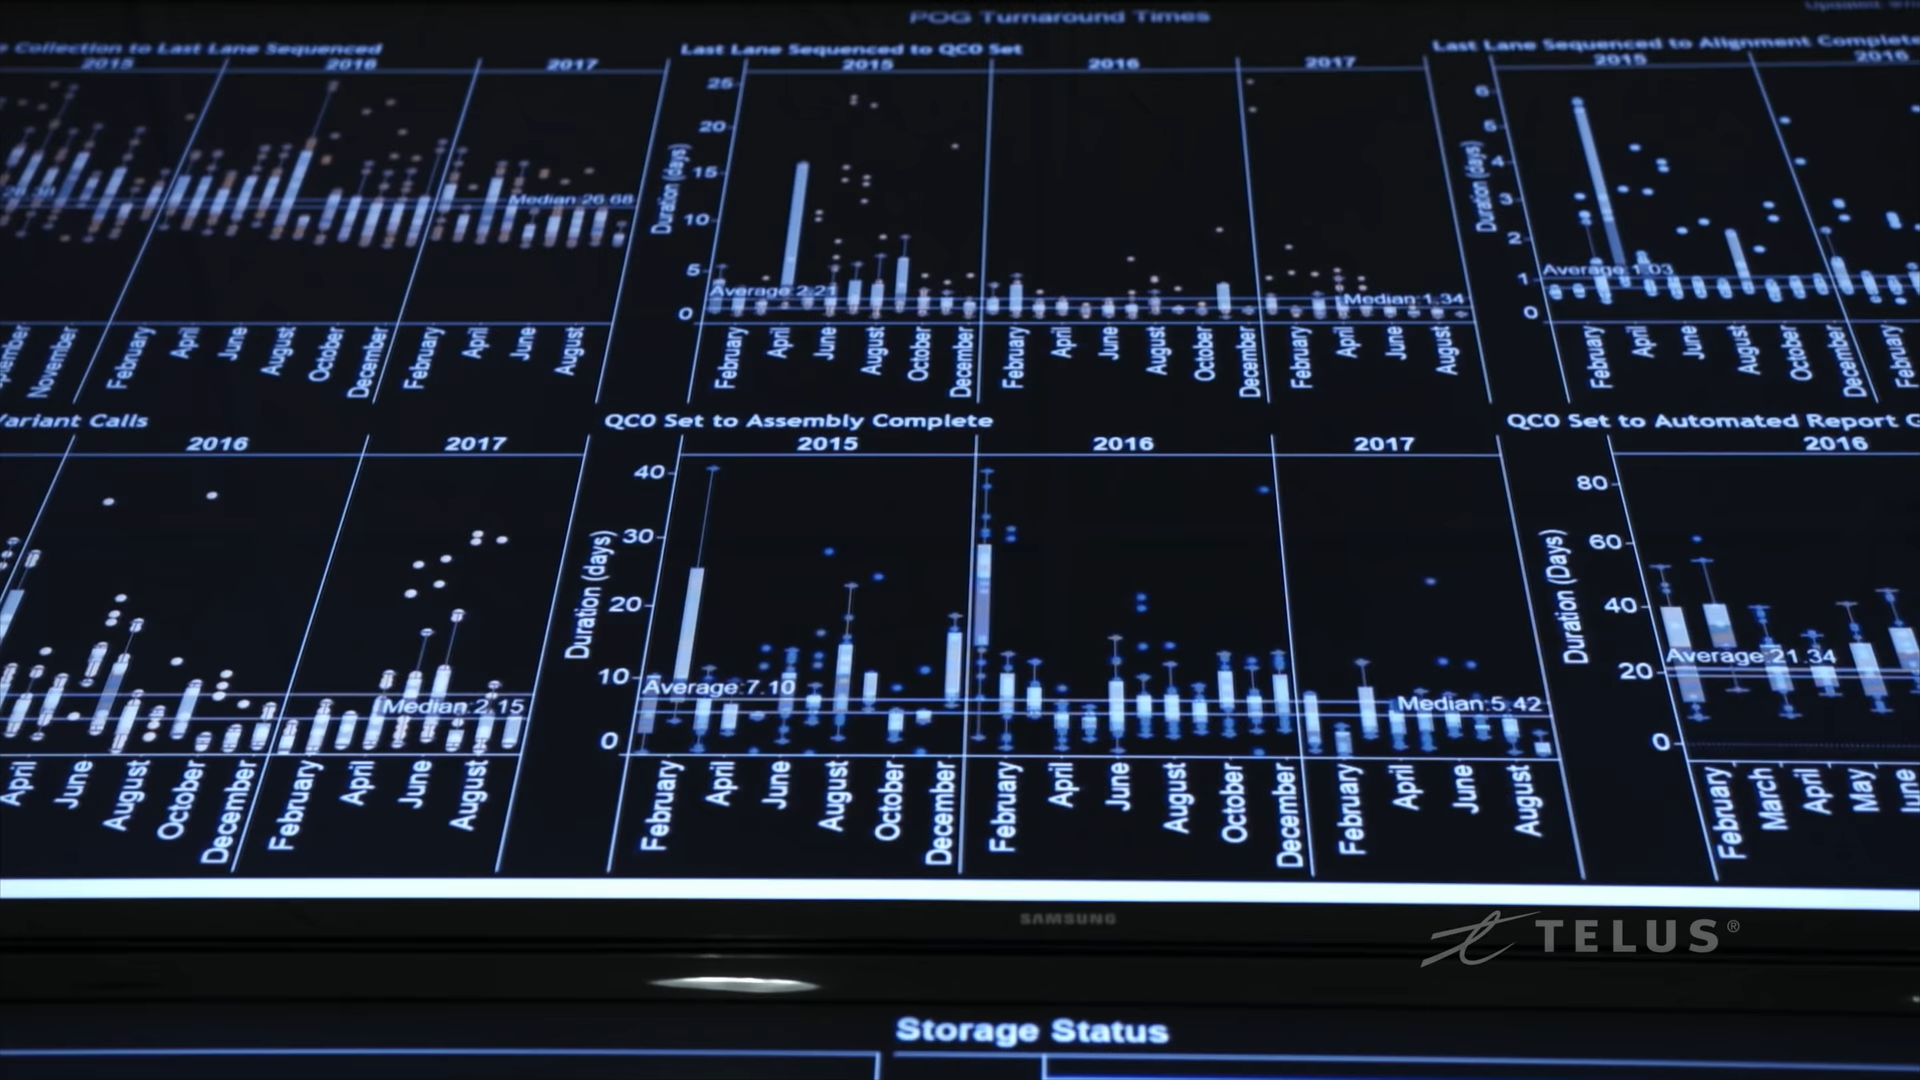 POG Turnaround Times
Collection to Last Lane Sequenced
2015 2016 2017
Median:26.68
November February April June August October December February April June August
Last Lane Sequenced to QC0 Set
2015 2016 2017
Duration (days)
25
20
15
10
5
0
Average:2.21
Median:1.34
February April June August October December February April June August October December February April June August
Last Lane Sequenced to Alignment Complete
2015 2016
Duration (days)
6
5
4
3
2
1
0
Average:1.03
February April June August October December February
Variant Calls
2016 2017
Median:2.15
April June August October December February April June August
QC0 Set to Assembly Complete
2015 2016 2017
Duration (days)
40
30
20
10
0
Average:7.10
Median:5.42
February April June August October December February April June August October December February April June August
QC0 Set to Automated Report G
2016
Duration (Days)
80
60
40
20
0
Average:21.34
February March April May June
SAMSUNG
TELUS®
Storage Status